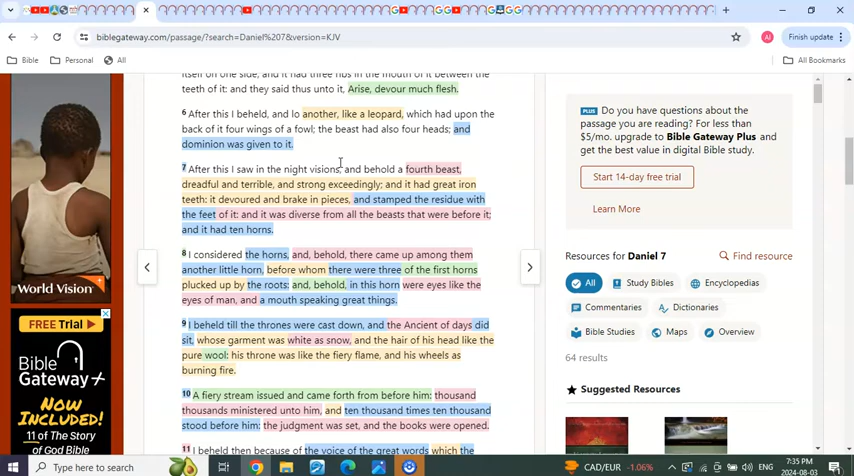 Finish update
biblegateway.com/passage/?search=Daniel%207&version=KJV
AI
Bible
Personal
All
All Bookmarks
itself on one side, and it had three ribs in the mouth of it between the
teeth of it: and they said thus unto it, Arise, devour much flesh.
6 After this I beheld, and lo another, like a leopard, which had upon the
back of it four wings of a fowl; the beast had also four heads; and
dominion was given to it.
7 After this I saw in the night visions, and behold a fourth beast,
dreadful and terrible, and strong exceedingly; and it had great iron
teeth: it devoured and brake in pieces, and stamped the residue with
the feet of it: and it was diverse from all the beasts that were before it;
and it had ten horns.
8 I considered the horns, and, behold, there came up among them
another little horn, before whom there were three of the first horns
plucked up by the roots: and, behold, in this horn were eyes like the
eyes of man, and a mouth speaking great things.
9 I beheld till the thrones were cast down, and the Ancient of days did
sit, whose garment was white as snow, and the hair of his head like the
pure wool: his throne was like the fiery flame, and his wheels as
burning fire.
10 A fiery stream issued and came forth from before him: thousand
thousands ministered unto him, and ten thousand times ten thousand
stood before him: the judgment was set, and the books were opened.
11 I beheld then because of the voice of the great words which the
World Vision
FREE Trial
Bible
Gateway+
NOW
INCLUDED!
11 of The Story
of God Bible
PLUS Do you have questions about the
passage you are reading? For less than
$5/mo. upgrade to Bible Gateway Plus and
get the best value in digital Bible study.
Start 14-day free trial
Learn More
Resources for Daniel 7
Find resource
All
Study Bibles
Encyclopedias
Commentaries
Dictionaries
Bible Studies
Maps
Overview
64 results
Suggested Resources
Type here to search
CAD/EUR -1.06%
7:35 PM
2024-08-03